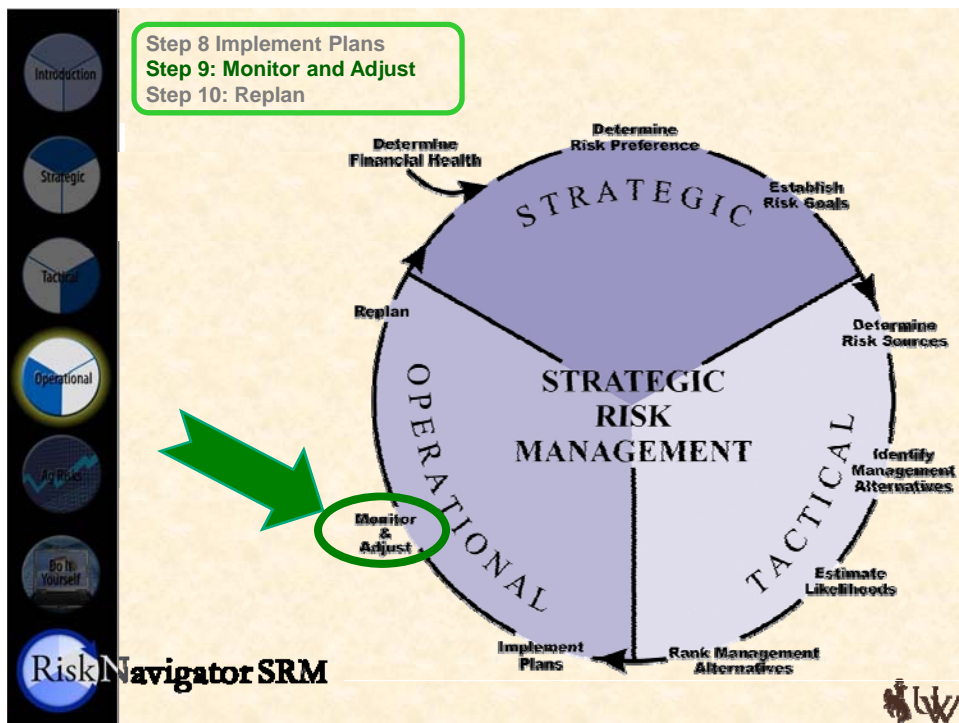 Step 8 Implement Plans
Step 9: Monitor and Adjust
Step 10: Replan
Introduction
Strategic
Tactical
Operational
Ag Risks
Do It
Yourself
Determine
Financial Health
Determine
Risk Preference
Establish
Risk Goals
Determine
Risk Sources
Identify
Management
Alternatives
Estimate
Likelihoods
Rank Management
Alternatives
Implement
Plans
Monitor
&
Adjust
Replan
STRATEGIC
TACTICAL
OPERATIONAL
STRATEGIC
RISK
MANAGEMENT
RiskNavigator SRM
UW